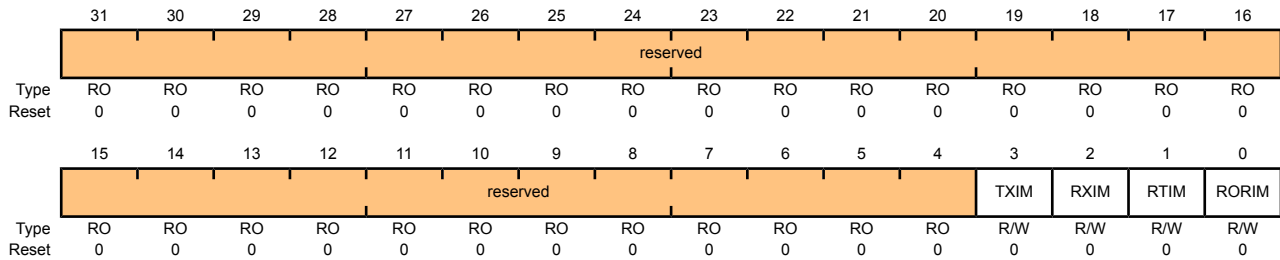 31 30 29 28 27 26 25 24 23 22 21 20 19 18 17 16
reserved
Type RO RO RO RO RO RO RO RO RO RO RO RO RO RO RO RO
Reset 0 0 0 0 0 0 0 0 0 0 0 0 0 0 0 0
15 14 13 12 11 10 9 8 7 6 5 4 3 2 1 0
reserved TXIM RXIM RTIM RORIM
Type RO RO RO RO RO RO RO RO RO RO RO RO R/W R/W R/W R/W
Reset 0 0 0 0 0 0 0 0 0 0 0 0 0 0 0 0